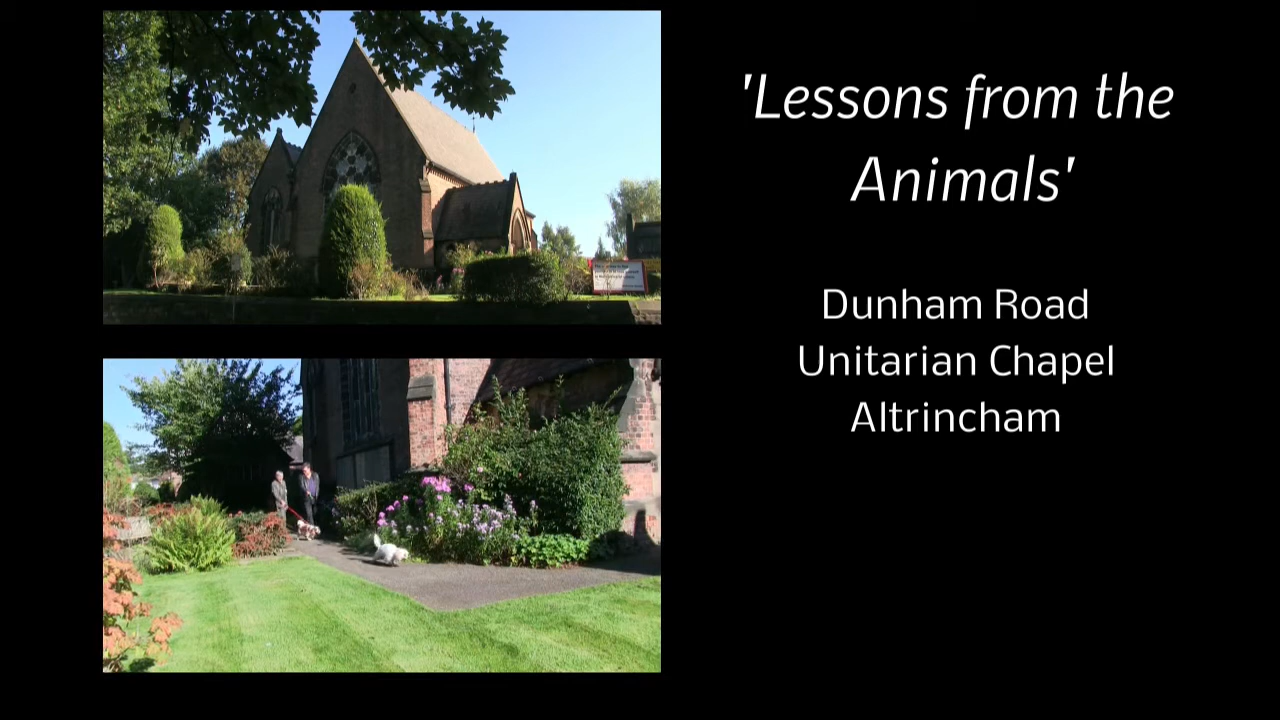 'Lessons from the
Animals'
Dunham Road
Unitarian Chapel
Altrincham